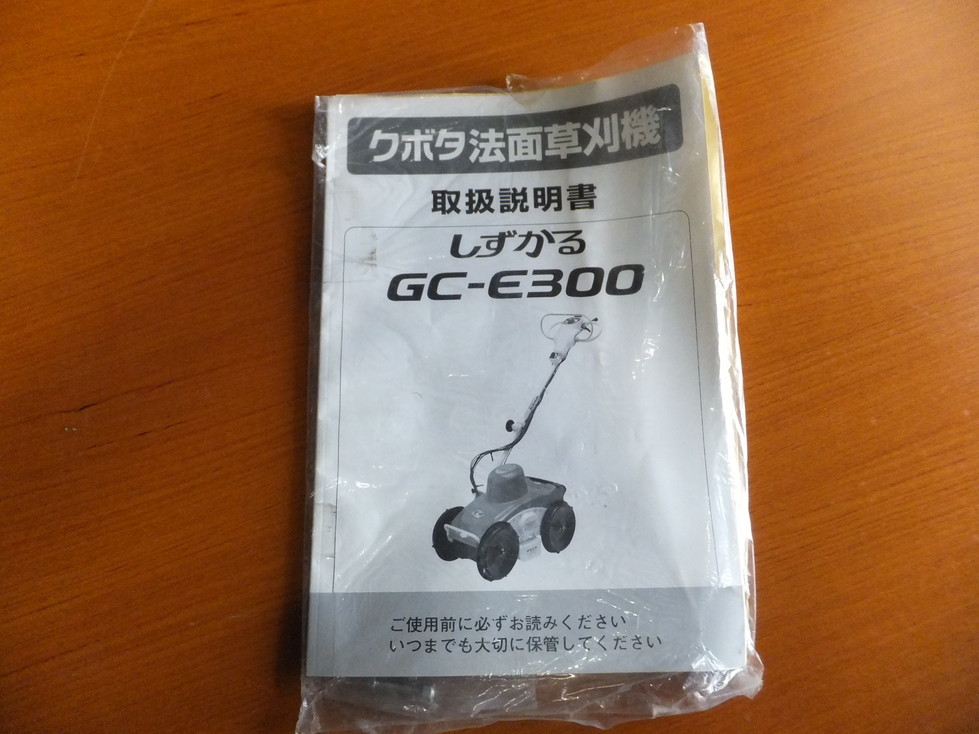 クボタ法面草刈機
取扱説明書
しずかる
GC-E300
ご使用前に必ずお読みください
いつまでも大切に保管してください